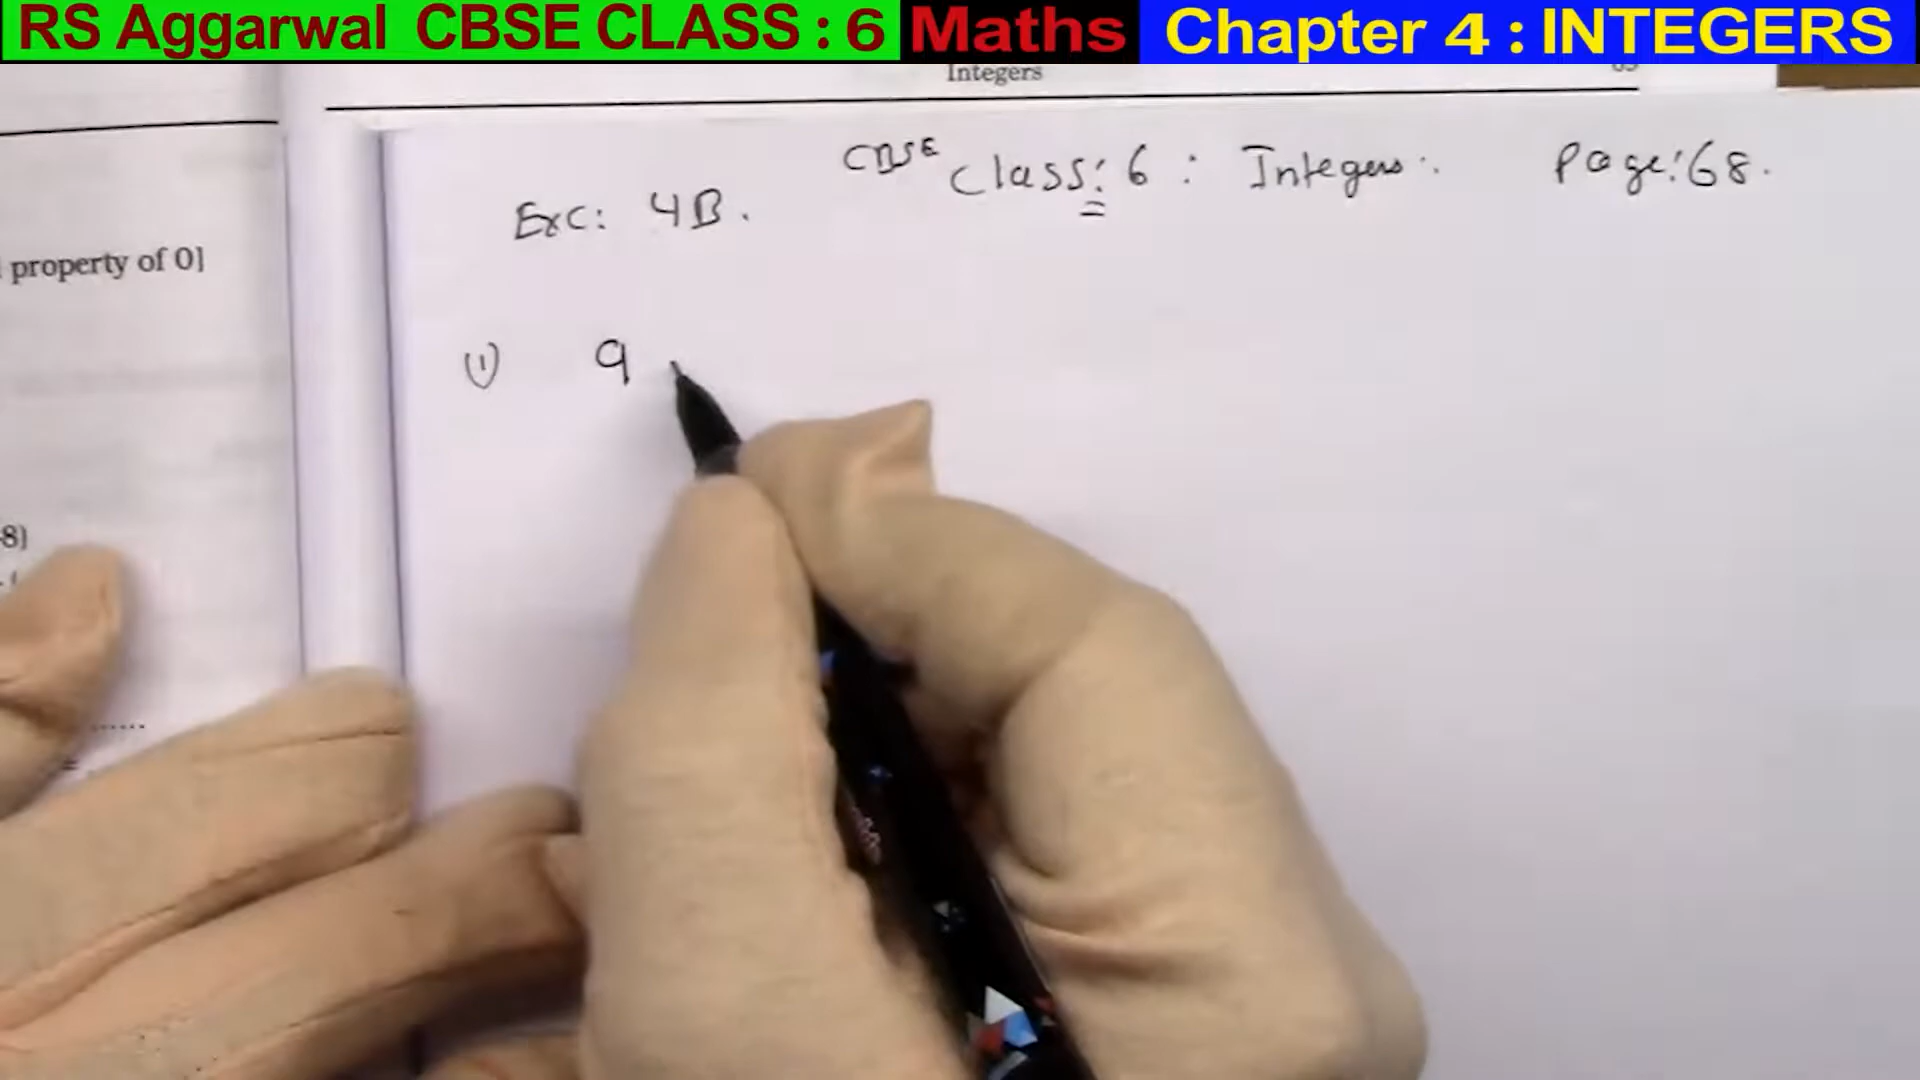 RS Aggarwal CBSE CLASS : 6 Maths Chapter 4 : INTEGERS
Integers
property of 0]
8)
CBSE Class: 6 : Integers. Page: 68.
Exc: 4B.
(1) 9